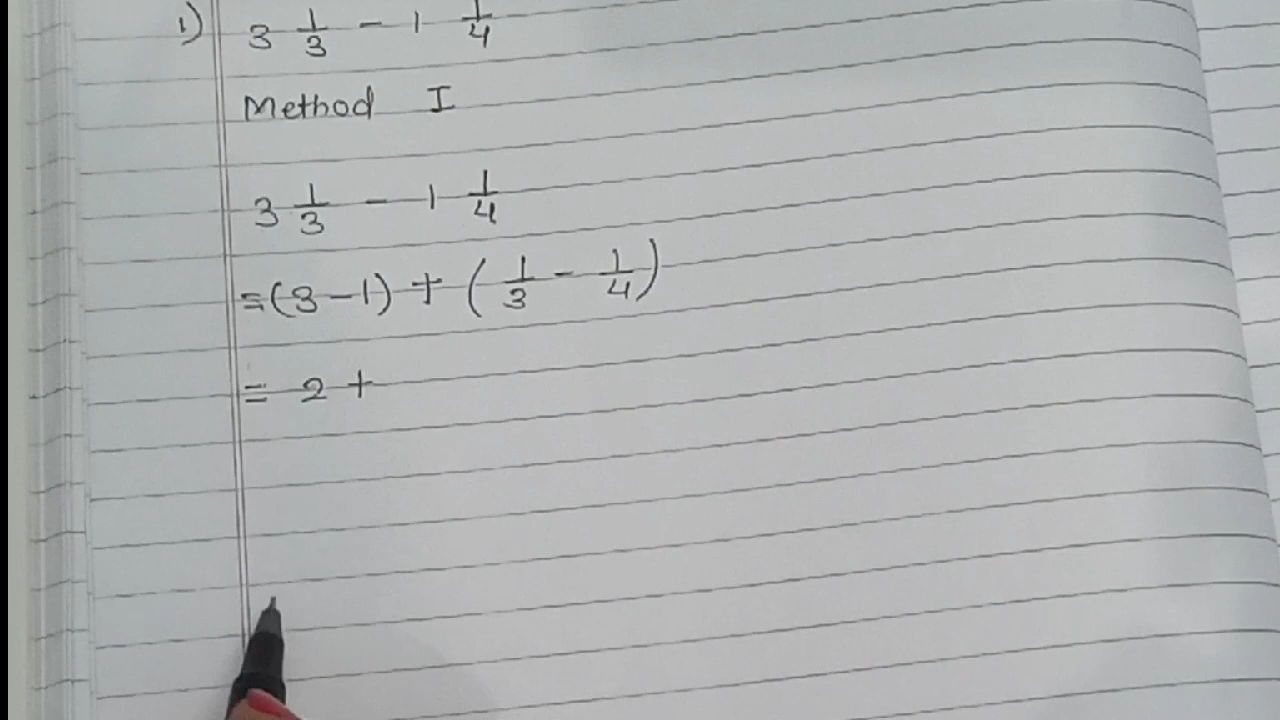 1) 3 1/3 - 1 1/4
Method I
3 1/3 - 1 1/4
= (3 - 1) + (1/3 - 1/4)
= 2 +